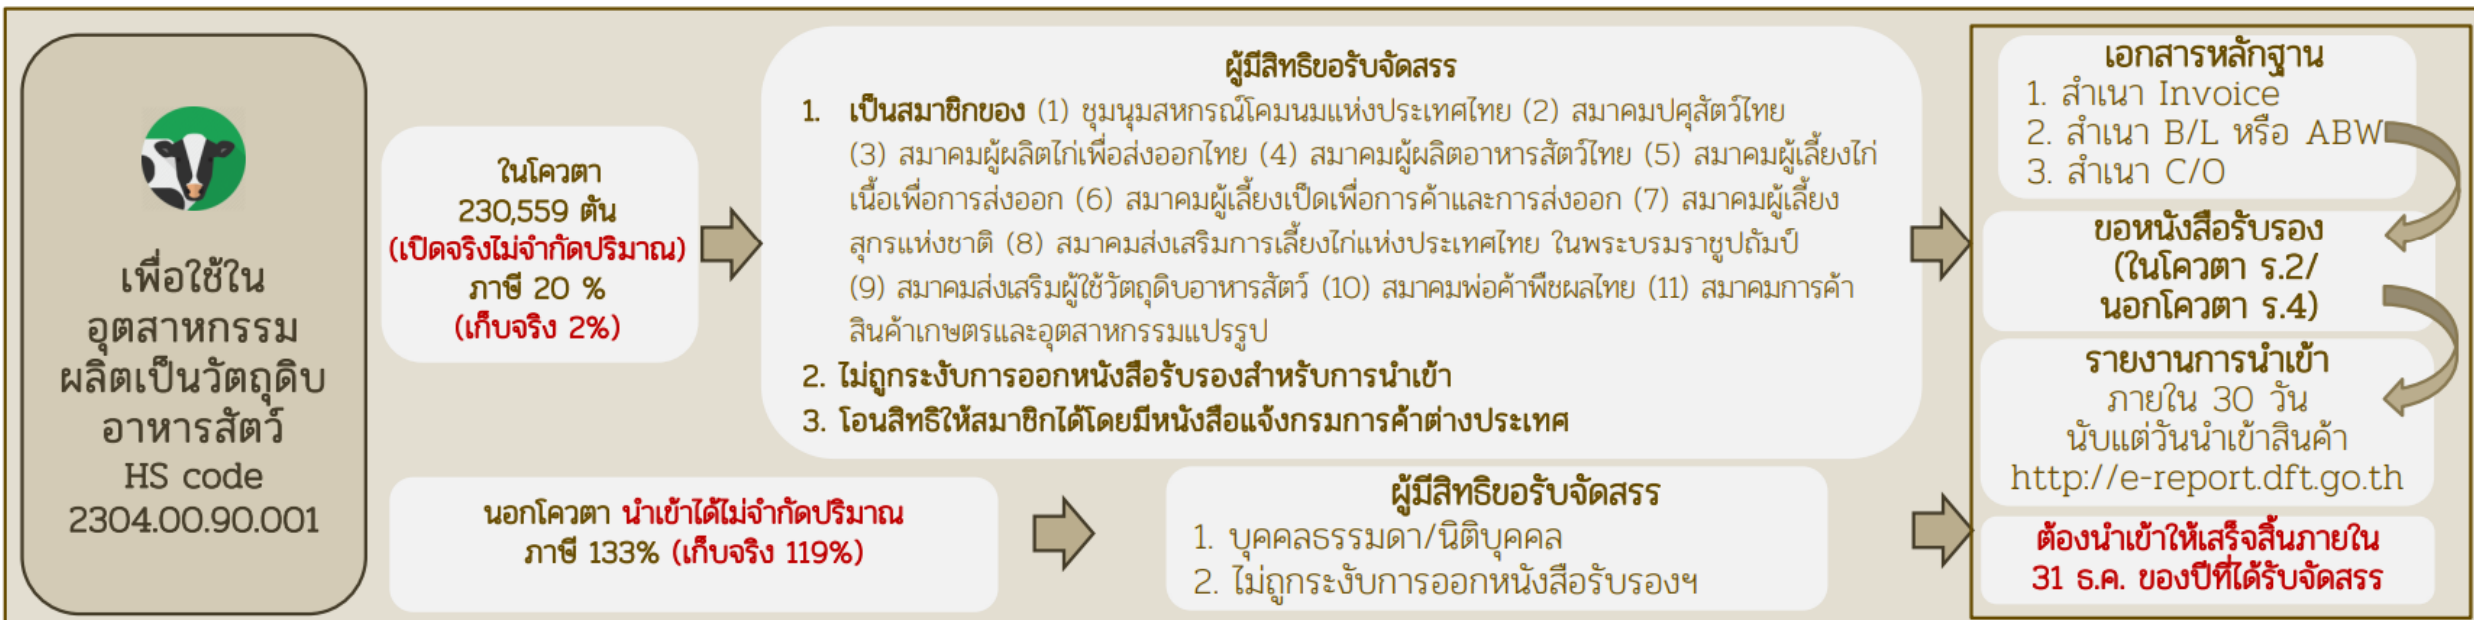 เพื่อใช้ใน
อุตสาหกรรม
ผลิตเป็นวัตถุดิบ
อาหารสัตว์
HS code
2304.00.90.001
ในโควตา
230,559 ตัน
(เปิดจริงไม่จำกัดปริมาณ)
ภาษี 20 %
(เก็บจริง 2%)
ผู้มีสิทธิขอรับจัดสรร
1. เป็นสมาชิกของ (1) ชุมนุมสหกรณ์โคมนมแห่งประเทศไทย (2) สมาคมปศุสัตว์ไทย
(3) สมาคมผู้ผลิตไก่เพื่อส่งออกไทย (4) สมาคมผู้ผลิตอาหารสัตว์ไทย (5) สมาคมผู้เลี้ยงไก่
เนื้อเพื่อการส่งออก (6) สมาคมผู้เลี้ยงเป็ดเพื่อการค้าและการส่งออก (7) สมาคมผู้เลี้ยง
สุกรแห่งชาติ (8) สมาคมส่งเสริมการเลี้ยงไก่แห่งประเทศไทย ในพระบรมราชูปถัมป์
(9) สมาคมส่งเสริมผู้ใช้วัตถุดิบอาหารสัตว์ (10) สมาคมพ่อค้าพืชผลไทย (11) สมาคมการค้า
สินค้าเกษตรและอุตสาหกรรมแปรรูป
2. ไม่ถูกระงับการออกหนังสือรับรองสำหรับการนำเข้า
3. โอนสิทธิให้สมาชิกได้โดยมีหนังสือแจ้งกรมการค้าต่างประเทศ
นอกโควตา นำเข้าได้ไม่จำกัดปริมาณ
ภาษี 133% (เก็บจริง 119%)
ผู้มีสิทธิขอรับจัดสรร
1. บุคคลธรรมดา/นิติบุคคล
2. ไม่ถูกระงับการออกหนังสือรับรองฯ
เอกสารหลักฐาน
1. สำเนา Invoice
2. สำเนา B/L หรือ ABW
3. สำเนา C/O
ขอหนังสือรับรอง
(ในโควตา ร.2/
นอกโควตา ร.4)
รายงานการนำเข้า
ภายใน 30 วัน
นับแต่วันนำเข้าสินค้า
http://e-report.dft.go.th
ต้องนำเข้าให้เสร็จสิ้นภายใน
31 ธ.ค. ของปีที่ได้รับจัดสรร